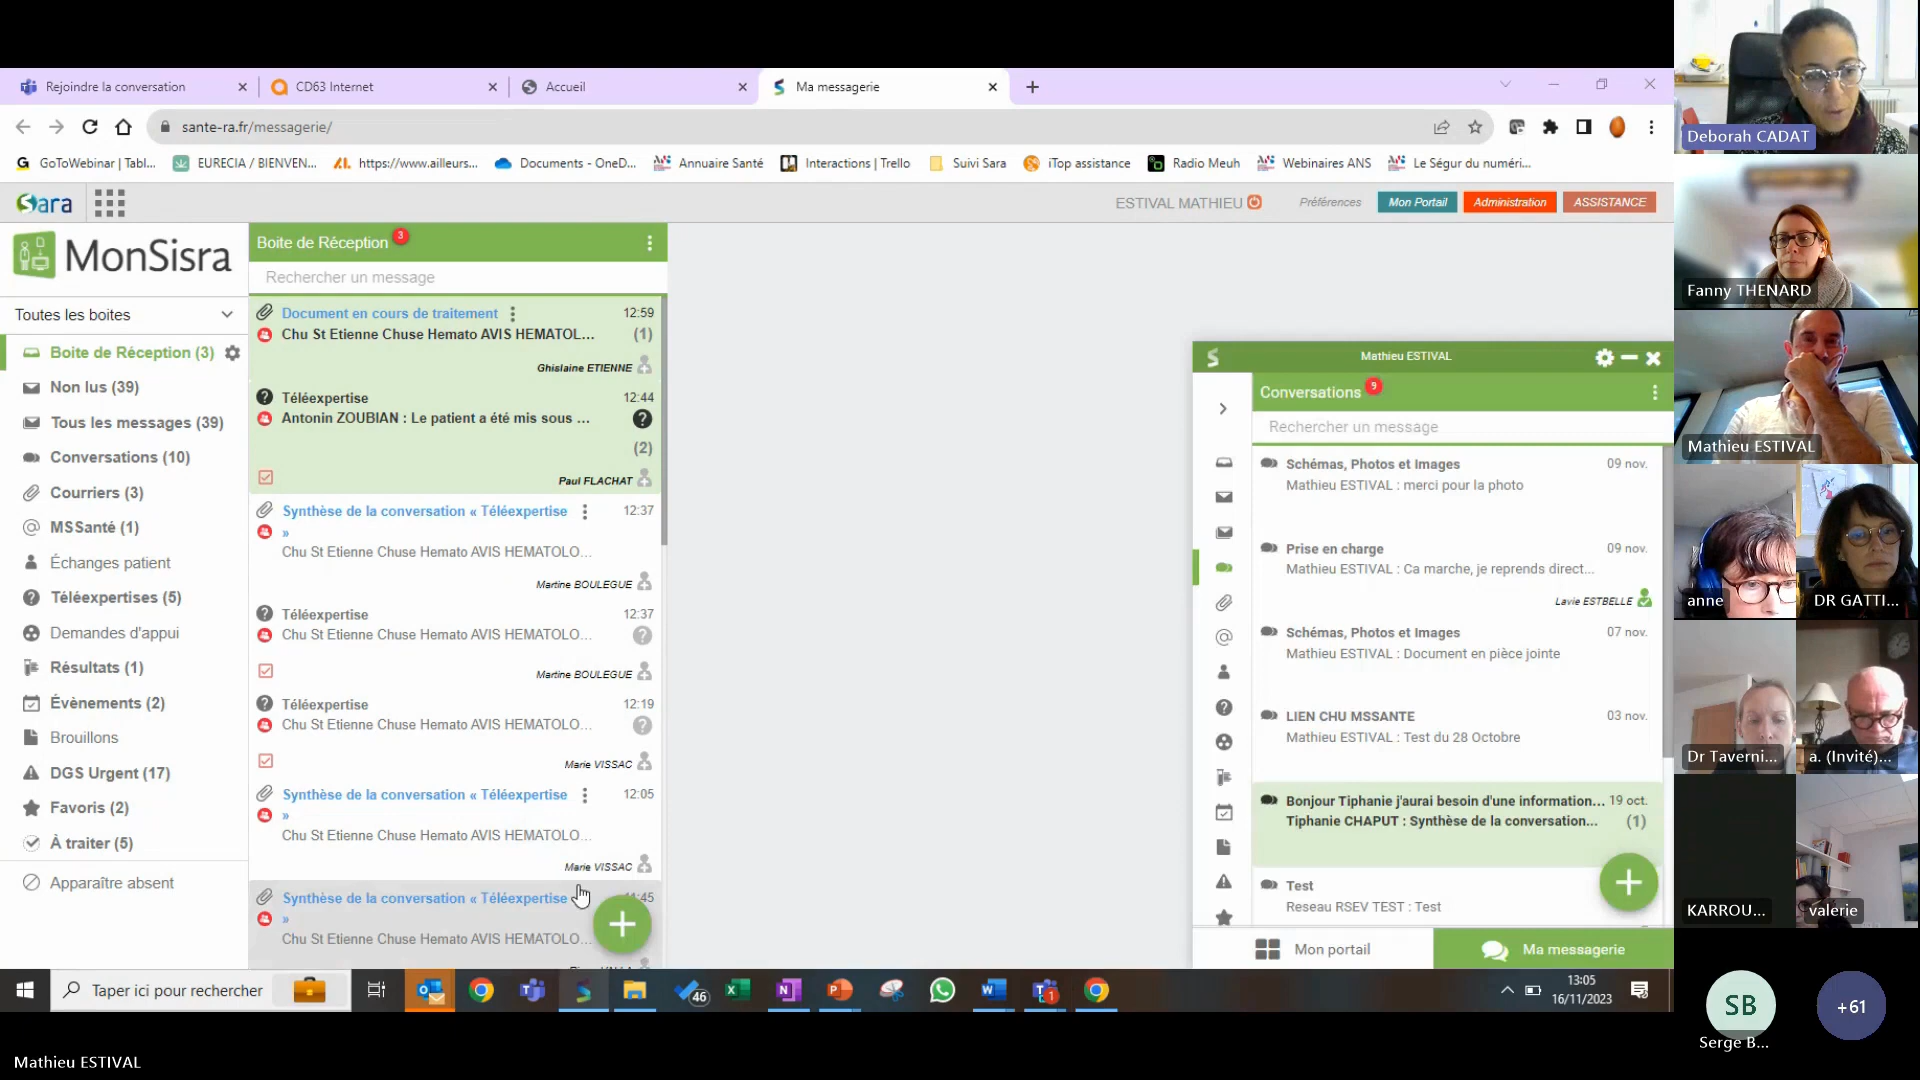 Rejoindre la conversation
CD63 Internet
Accueil
Ma messagerie
sante-ra.fr/messagerie/
GoToWebinar | Tabl...
EURECIA / BIENVEN...
https://www.ailleurs...
Documents - OneD...
Annuaire Santé
Interactions | Trello
Suivi Sara
iTop assistance
Radio Meuh
Webinaires ANS
Le Ségur du numéri...
Sara
ESTIVAL MATHIEU
Préférences
Mon Portail
Administration
ASSISTANCE
MonSisra
Toutes les boites
Boite de Réception (3)
Non lus (39)
Tous les messages (39)
Conversations (10)
Courriers (3)
MSSanté (1)
Échanges patient
Téléexpertises (5)
Demandes d'appui
Résultats (1)
Évènements (2)
Brouillons
DGS Urgent (17)
Favoris (2)
À traiter (5)
Apparaître absent
Boite de Réception 3
Rechercher un message
Document en cours de traitement 12:59
Chu St Etienne Chuse Hemato AVIS HEMATOL... (1)
Ghislaine ETIENNE
Téléexpertise 12:44
Antonin ZOUBIAN : Le patient a été mis sous ...
(2)
Paul FLACHAT
Synthèse de la conversation « Téléexpertise 12:37
»
Chu St Etienne Chuse Hemato AVIS HEMATOLO...
Martine BOULEGUE
Téléexpertise 12:37
Chu St Etienne Chuse Hemato AVIS HEMATOLO...
Martine BOULEGUE
Téléexpertise 12:19
Chu St Etienne Chuse Hemato AVIS HEMATOLO...
Marie VISSAC
Synthèse de la conversation « Téléexpertise 12:05
»
Chu St Etienne Chuse Hemato AVIS HEMATOLO...
Marie VISSAC
Synthèse de la conversation « Téléexpertise :45
»
Chu St Etienne Chuse Hemato AVIS HEMATOLO...
Mathieu ESTIVAL
Conversations 9
Rechercher un message
Schémas, Photos et Images 09 nov.
Mathieu ESTIVAL : merci pour la photo
Prise en charge 09 nov.
Mathieu ESTIVAL : Ca marche, je reprends direct...
Lavie ESTBELLE
Schémas, Photos et Images 07 nov.
Mathieu ESTIVAL : Document en pièce jointe
LIEN CHU MSSANTE 03 nov.
Mathieu ESTIVAL : Test du 28 Octobre
Bonjour Tiphanie j'aurai besoin d'une information... 19 oct.
Tiphanie CHAPUT : Synthèse de la conversation... (1)
Test
Reseau RSEV TEST : Test
Mon portail
Ma messagerie
Taper ici pour rechercher
46
1
13:05
16/11/2023
Mathieu ESTIVAL
Deborah CADAT
Fanny THENARD
Mathieu ESTIVAL
anne
DR GATTI...
Dr Taverni...
a. (Invité)...
KARROU...
valerie
SB
Serge B...
+61